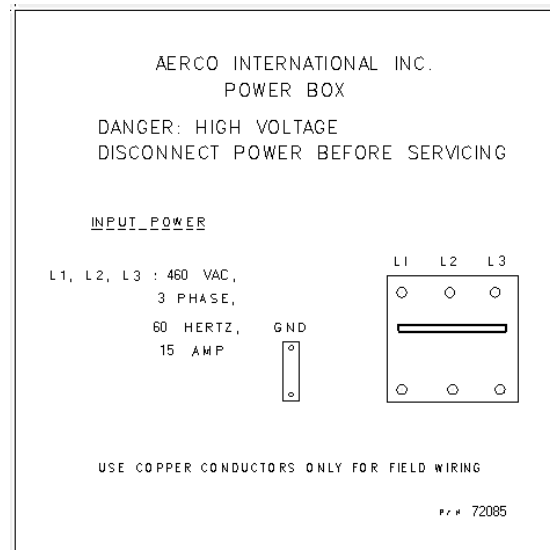 AERCO INTERNATIONAL INC.
POWER BOX
DANGER: HIGH VOLTAGE
DISCONNECT POWER BEFORE SERVICING
INPUT POWER
L1, L2, L3 : 460 VAC,
3 PHASE,
60 HERTZ,
15 AMP
GND
L1 L2 L3
USE COPPER CONDUCTORS ONLY FOR FIELD WIRING
P/N 72085